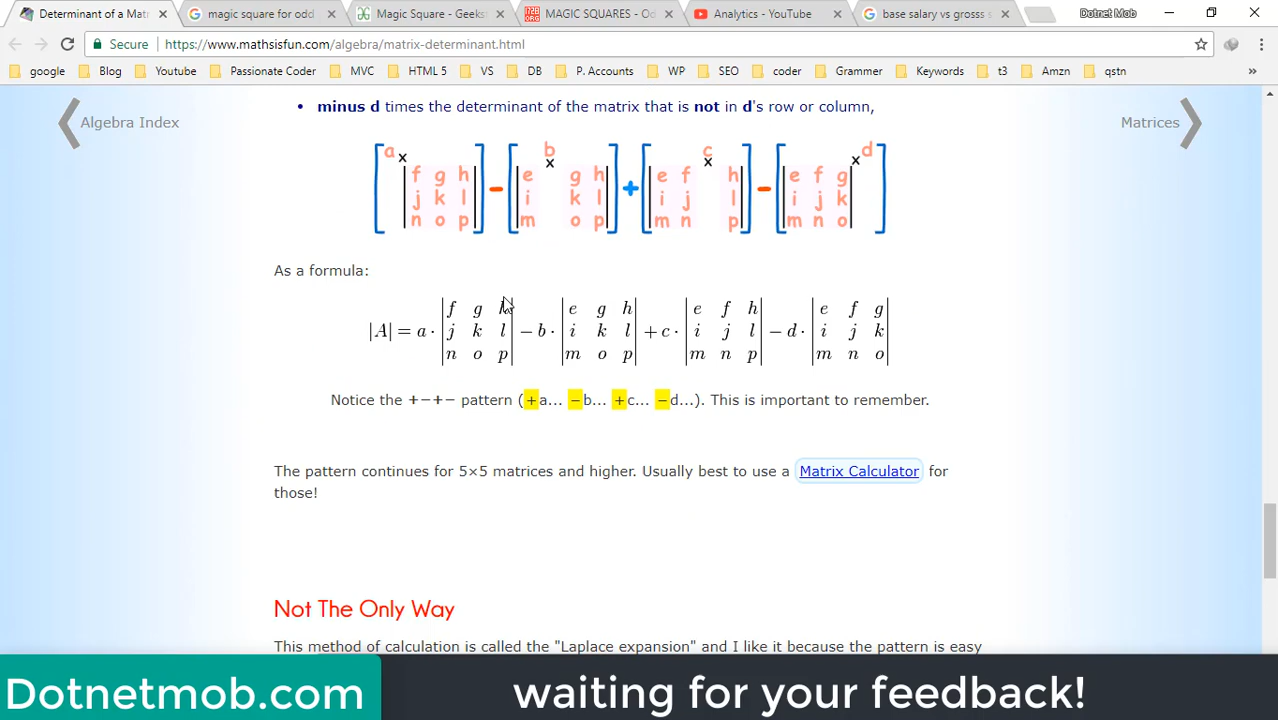 Determinant of a Matr
magic square for odd
Magic Square - Geeksf
MAGIC SQUARES - Od
Analytics - YouTube
base salary vs grosss s
Dotnet Mob
Secure
https://www.mathsisfun.com/algebra/matrix-determinant.html
google
Blog
Youtube
Passionate Coder
MVC
HTML 5
VS
DB
P. Accounts
WP
SEO
coder
Grammer
Keywords
t3
Amzn
qstn
»
Algebra Index
Matrices
• minus d times the determinant of the matrix that is not in d's row or column,
a × b × c × × d
f g h − e g h + e f h − e f g
j k l i k l i j l i j k
n o p m o p m n p m n o
As a formula:
f g h e g h e f h e f g
|A| = a · j k l − b · i k l + c · i j l − d · i j k
n o p m o p m n p m n o
Notice the +−+− pattern (+a... −b... +c... −d...). This is important to remember.
The pattern continues for 5×5 matrices and higher. Usually best to use a Matrix Calculator for
those!
Not The Only Way
This method of calculation is called the "Laplace expansion" and I like it because the pattern is easy
Dotnetmob.com
waiting for your feedback!